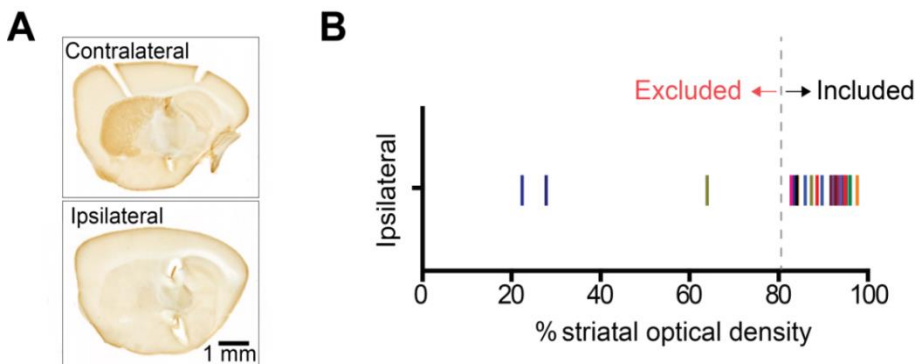 A
Contralateral
Ipsilateral
1 mm
B
Excluded
Included
Ipsilateral
0 20 40 60 80 100
% striatal optical density